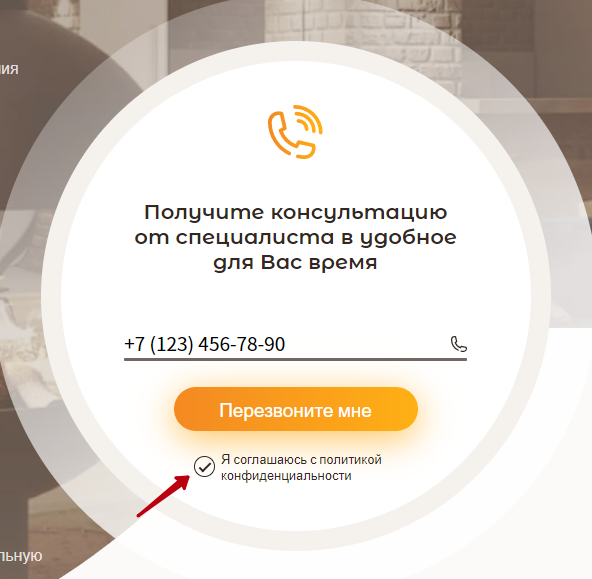 Получите консультацию
от специалиста в удобное
для Вас время
+7 (123) 456-78-90
Перезвоните мне
Я соглашаюсь с политикой
конфиденциальности